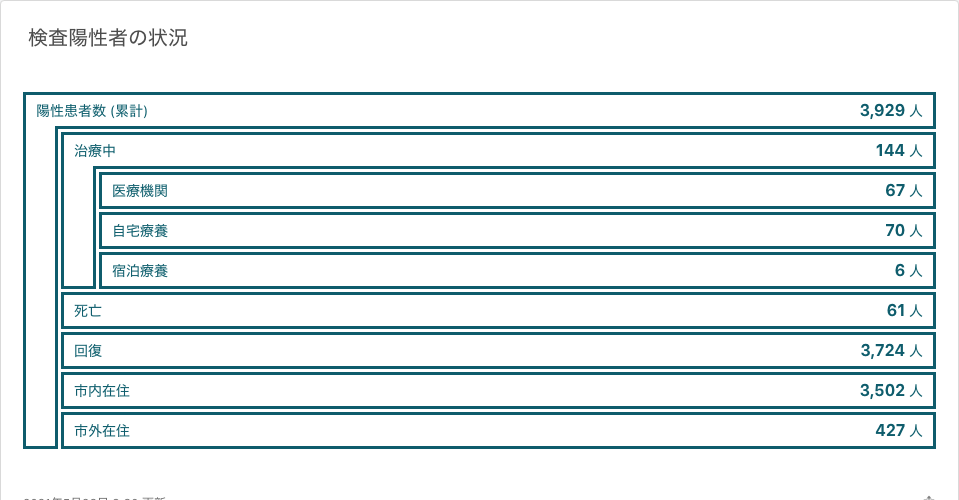 検査陽性者の状況
陽性患者数 (累計) 3,929 人
治療中 144 人
医療機関 67 人
自宅療養 70 人
宿泊療養 6 人
死亡 61 人
回復 3,724 人
市内在住 3,502 人
市外在住 427 人